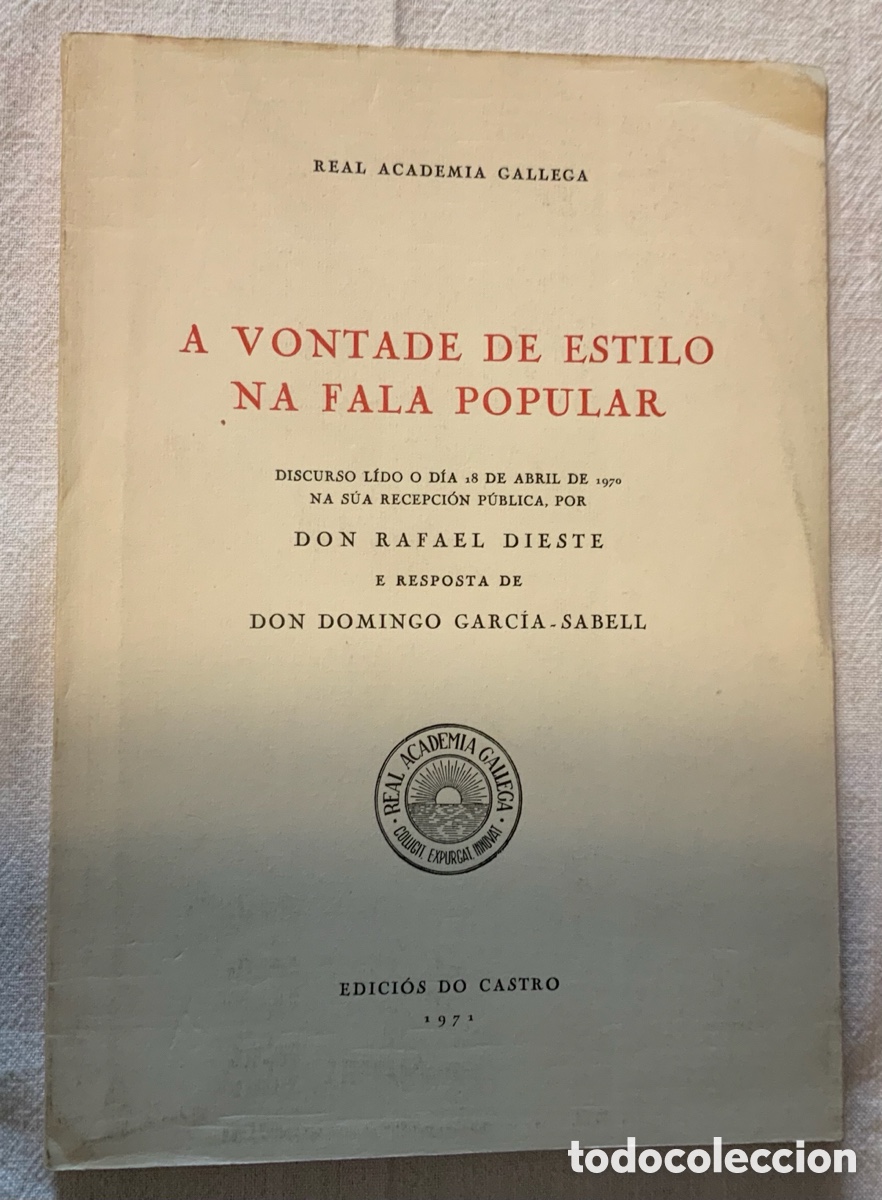 REAL ACADEMIA GALLEGA
A VONTADE DE ESTILO
NA FALA POPULAR
DISCURSO LÍDO O DÍA 18 DE ABRIL DE 1970
NA SÚA RECEPCIÓN PÚBLICA, POR
DON RAFAEL DIESTE
E RESPOSTA DE
DON DOMINGO GARCÍA-SABELL
· REAL ACADEMIA GALLEGA ·
COLLIGIT, EXPURGAT, INNOVAT
EDICIÓS DO CASTRO
1971
todocoleccion